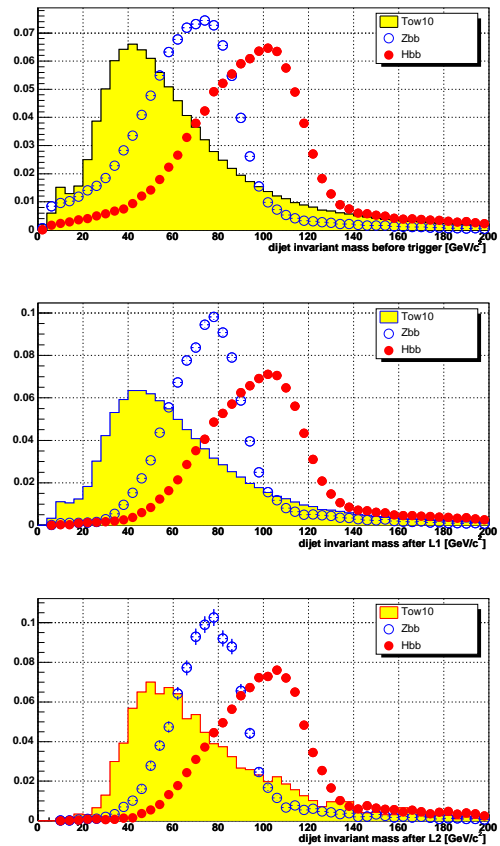 Tow10
Zbb
Hbb
0.07
0.06
0.05
0.04
0.03
0.02
0.01
0
0 20 40 60 80 100 120 140 160 180 200
dijet invariant mass before trigger [GeV/c²]
Tow10
Zbb
Hbb
0.1
0.08
0.06
0.04
0.02
0
0 20 40 60 80 100 120 140 160 180 200
dijet invariant mass after L1 [GeV/c²]
Tow10
Zbb
Hbb
0.1
0.08
0.06
0.04
0.02
0
0 20 40 60 80 100 120 140 160 180 200
dijet invariant mass after L2 [GeV/c²]